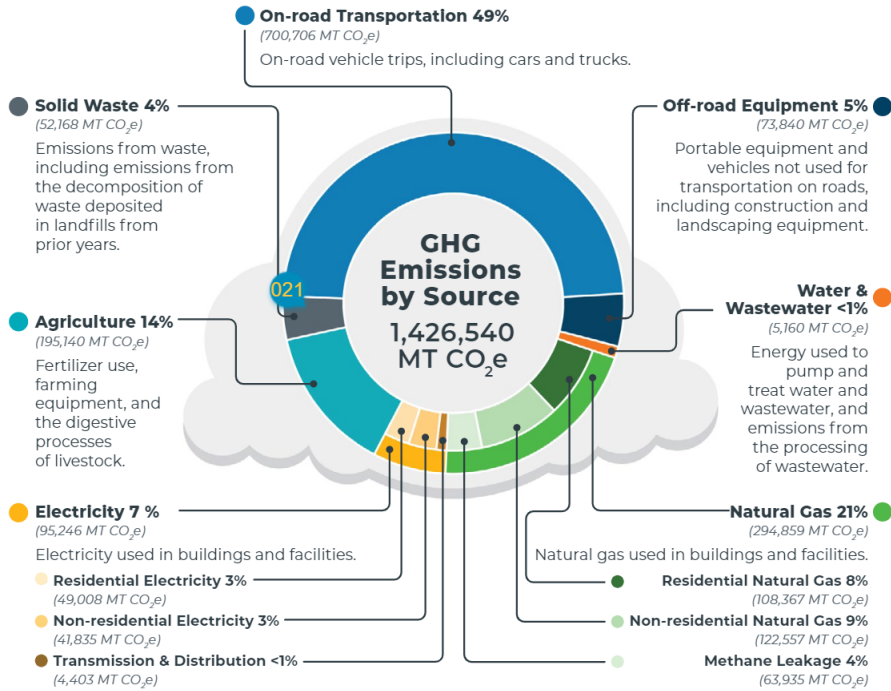 On-road Transportation 49%
(700,706 MT CO₂e)
On-road vehicle trips, including cars and trucks.
Solid Waste 4%
(52,168 MT CO₂e)
Emissions from waste,
including emissions from
the decomposition of
waste deposited
in landfills from
prior years.
Off-road Equipment 5%
(73,840 MT CO₂e)
Portable equipment and
vehicles not used for
transportation on roads,
including construction and
landscaping equipment.
GHG
Emissions
by Source
1,426,540
MT CO₂e
021
Agriculture 14%
(195,140 MT CO₂e)
Fertilizer use,
farming
equipment, and
the digestive
processes
of livestock.
Water &
Wastewater <1%
(5,160 MT CO₂e)
Energy used to
pump and
treat water and
wastewater, and
emissions from
the processing
of wastewater.
Electricity 7 %
(95,246 MT CO₂e)
Electricity used in buildings and facilities.
Residential Electricity 3%
(49,008 MT CO₂e)
Non-residential Electricity 3%
(41,835 MT CO₂e)
Transmission & Distribution <1%
(4,403 MT CO₂e)
Natural Gas 21%
(294,859 MT CO₂e)
Natural gas used in buildings and facilities.
Residential Natural Gas 8%
(108,367 MT CO₂e)
Non-residential Natural Gas 9%
(122,557 MT CO₂e)
Methane Leakage 4%
(63,935 MT CO₂e)